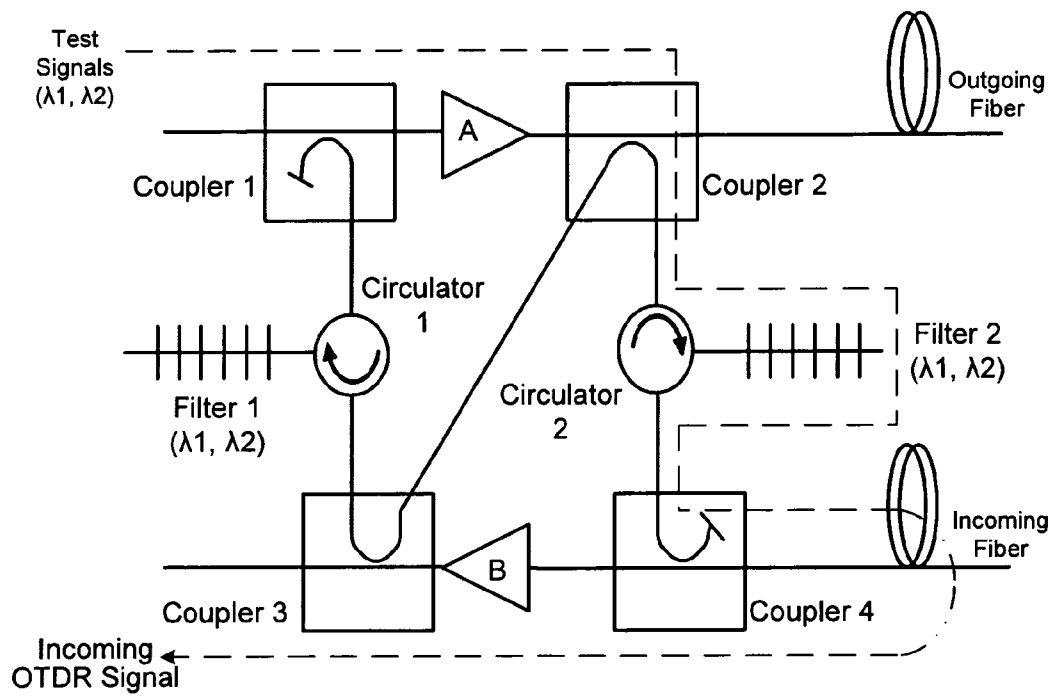 Test
Signals
(λ1, λ2)
A
Outgoing
Fiber
Coupler 1
Coupler 2
Circulator
1
Filter 1
(λ1, λ2)
Circulator
2
Filter 2
(λ1, λ2)
B
Incoming
Fiber
Coupler 3
Coupler 4
Incoming
OTDR Signal